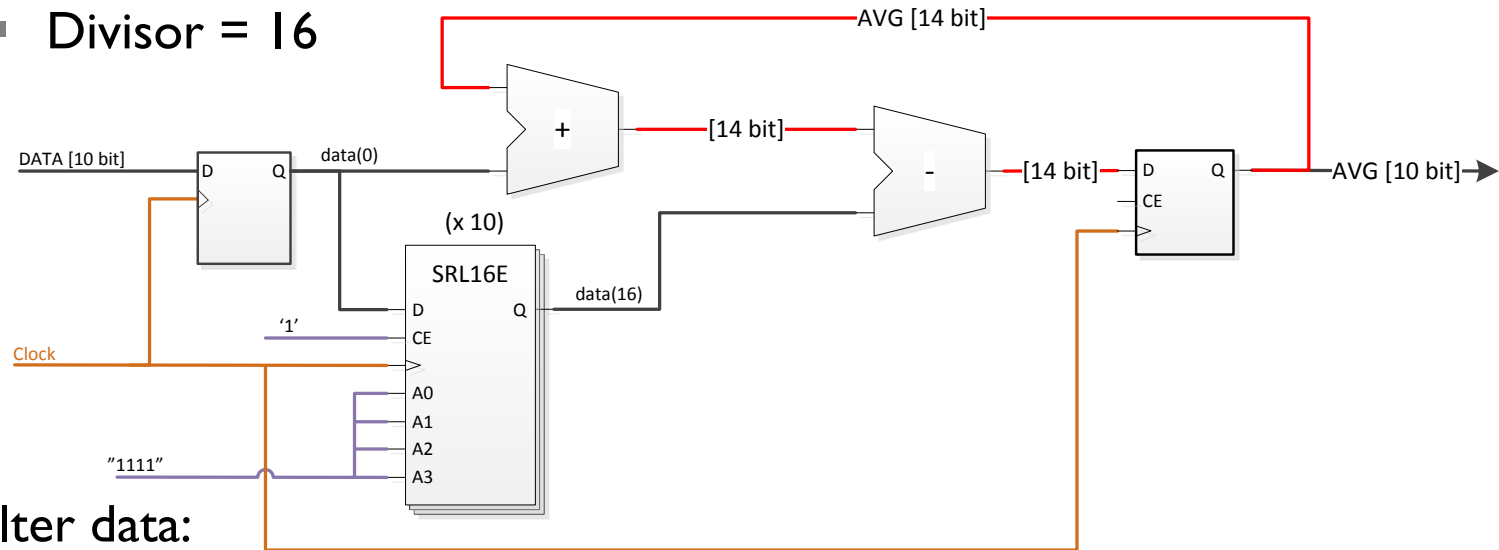 Divisor = 16
AVG [14 bit]
+
[14 bit]
-
DATA [10 bit]
D
Q
data(0)
[14 bit]
D
Q
CE
AVG [10 bit]
(x 10)
SRL16E
D
Q
data(16)
‘1’
CE
Clock
A0
A1
A2
A3
”1111”
lter data: